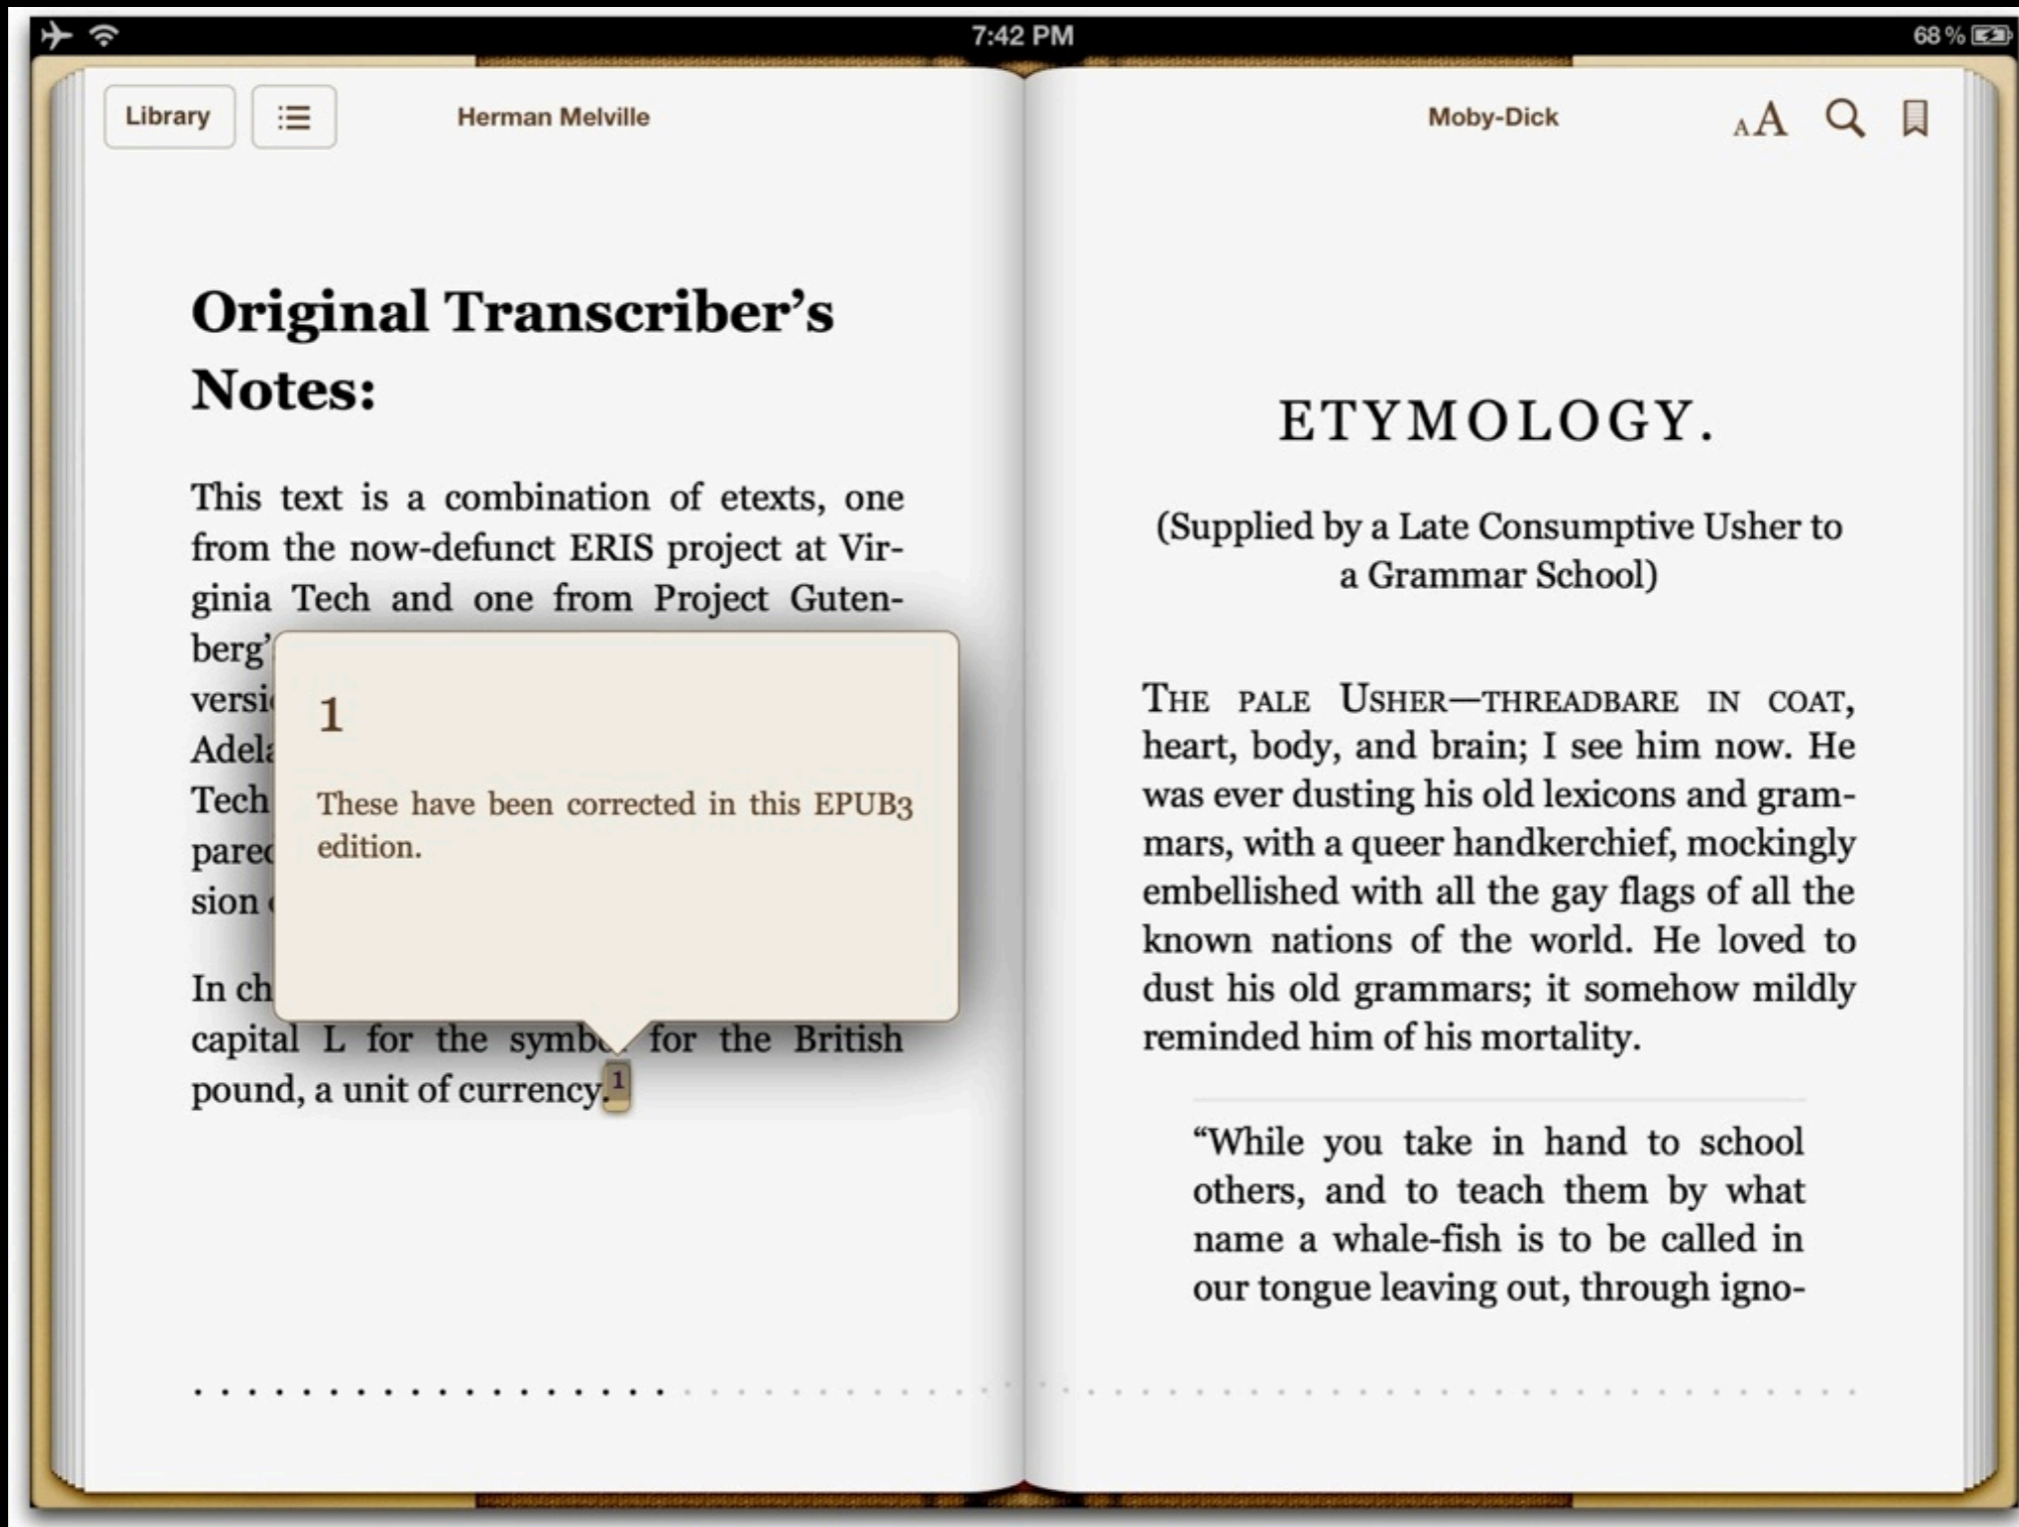 7:42 PM
68 %
Library
Herman Melville
Moby-Dick
AA
Original Transcriber’s
Notes:
This text is a combination of etexts, one
from the now-defunct ERIS project at Vir-
ginia Tech and one from Project Guten-
berg’
Tech
In
capital L for the for the British
pound, a unit of currency.1
1
These have been corrected in this EPUB3
edition.
ETYMOLOGY.
(Supplied by a Late Consumptive Usher to
a Grammar School)
The pale Usher—threadbare in coat,
heart, body, and brain; I see him now. He
was ever dusting his old lexicons and gram-
mars, with a queer handkerchief, mockingly
embellished with all the gay flags of all the
known nations of the world. He loved to
dust his old grammars; it somehow mildly
reminded him of his mortality.
“While you take in hand to school
others, and to teach them by what
name a whale-fish is to be called in
our tongue leaving out, through igno-